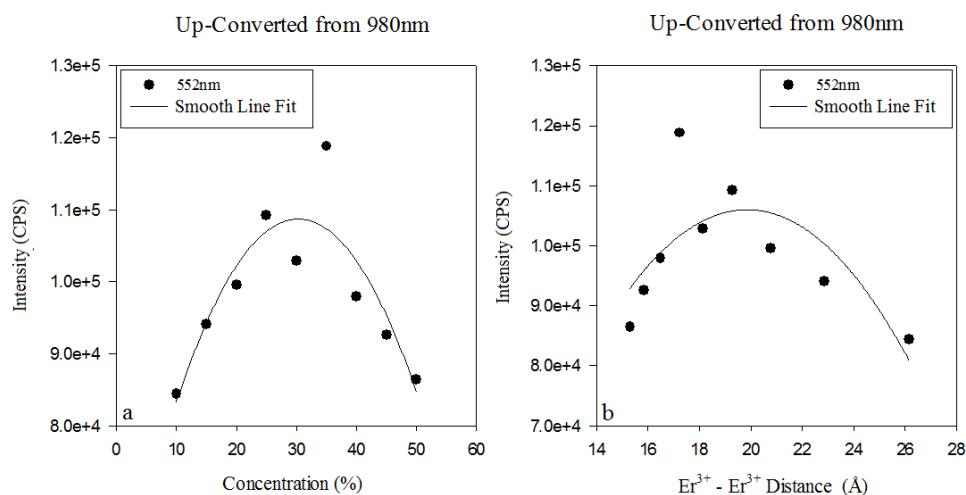 Up-Converted from 980nm
1.3e+5
1.2e+5
1.1e+5
1.0e+5
9.0e+4
8.0e+4
Intensity (CPS)
552nm
Smooth Line Fit
a
0 10 20 30 40 50 60
Concentration (%)
Up-Converted from 980nm
1.3e+5
1.2e+5
1.1e+5
1.0e+5
9.0e+4
8.0e+4
7.0e+4
Intensity (CPS)
552nm
Smooth Line Fit
b
14 16 18 20 22 24 26 28
Er³⁺ - Er³⁺ Distance (Å)